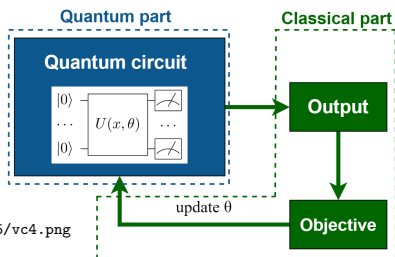 Quantum part
Classical part
Quantum circuit
|0⟩
· · ·
U(x, θ)
· · ·
|0⟩
Output
update θ
Objective
5/vc4.png